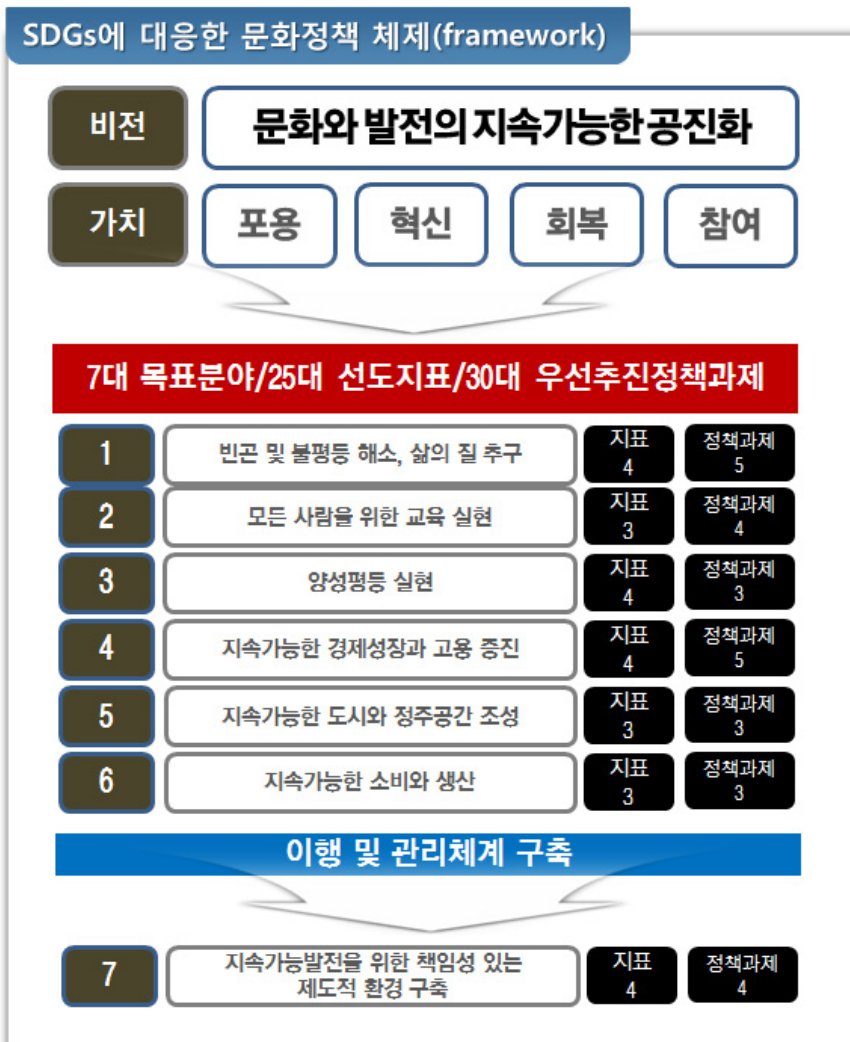 SDGs에 대응한 문화정책 체제(framework)
비전
문화와 발전의 지속가능한 공진화
가치
포용
혁신
회복
참여
7대 목표분야/25대 선도지표/30대 우선추진정책과제
1
빈곤 및 불평등 해소, 삶의 질 추구
지표
4
정책과제
5
2
모든 사람을 위한 교육 실현
지표
3
정책과제
4
3
양성평등 실현
지표
4
정책과제
3
4
지속가능한 경제성장과 고용 증진
지표
4
정책과제
5
5
지속가능한 도시와 정주공간 조성
지표
3
정책과제
3
6
지속가능한 소비와 생산
지표
3
정책과제
3
이행 및 관리체계 구축
7
지속가능발전을 위한 책임성 있는
제도적 환경 구축
지표
4
정책과제
4